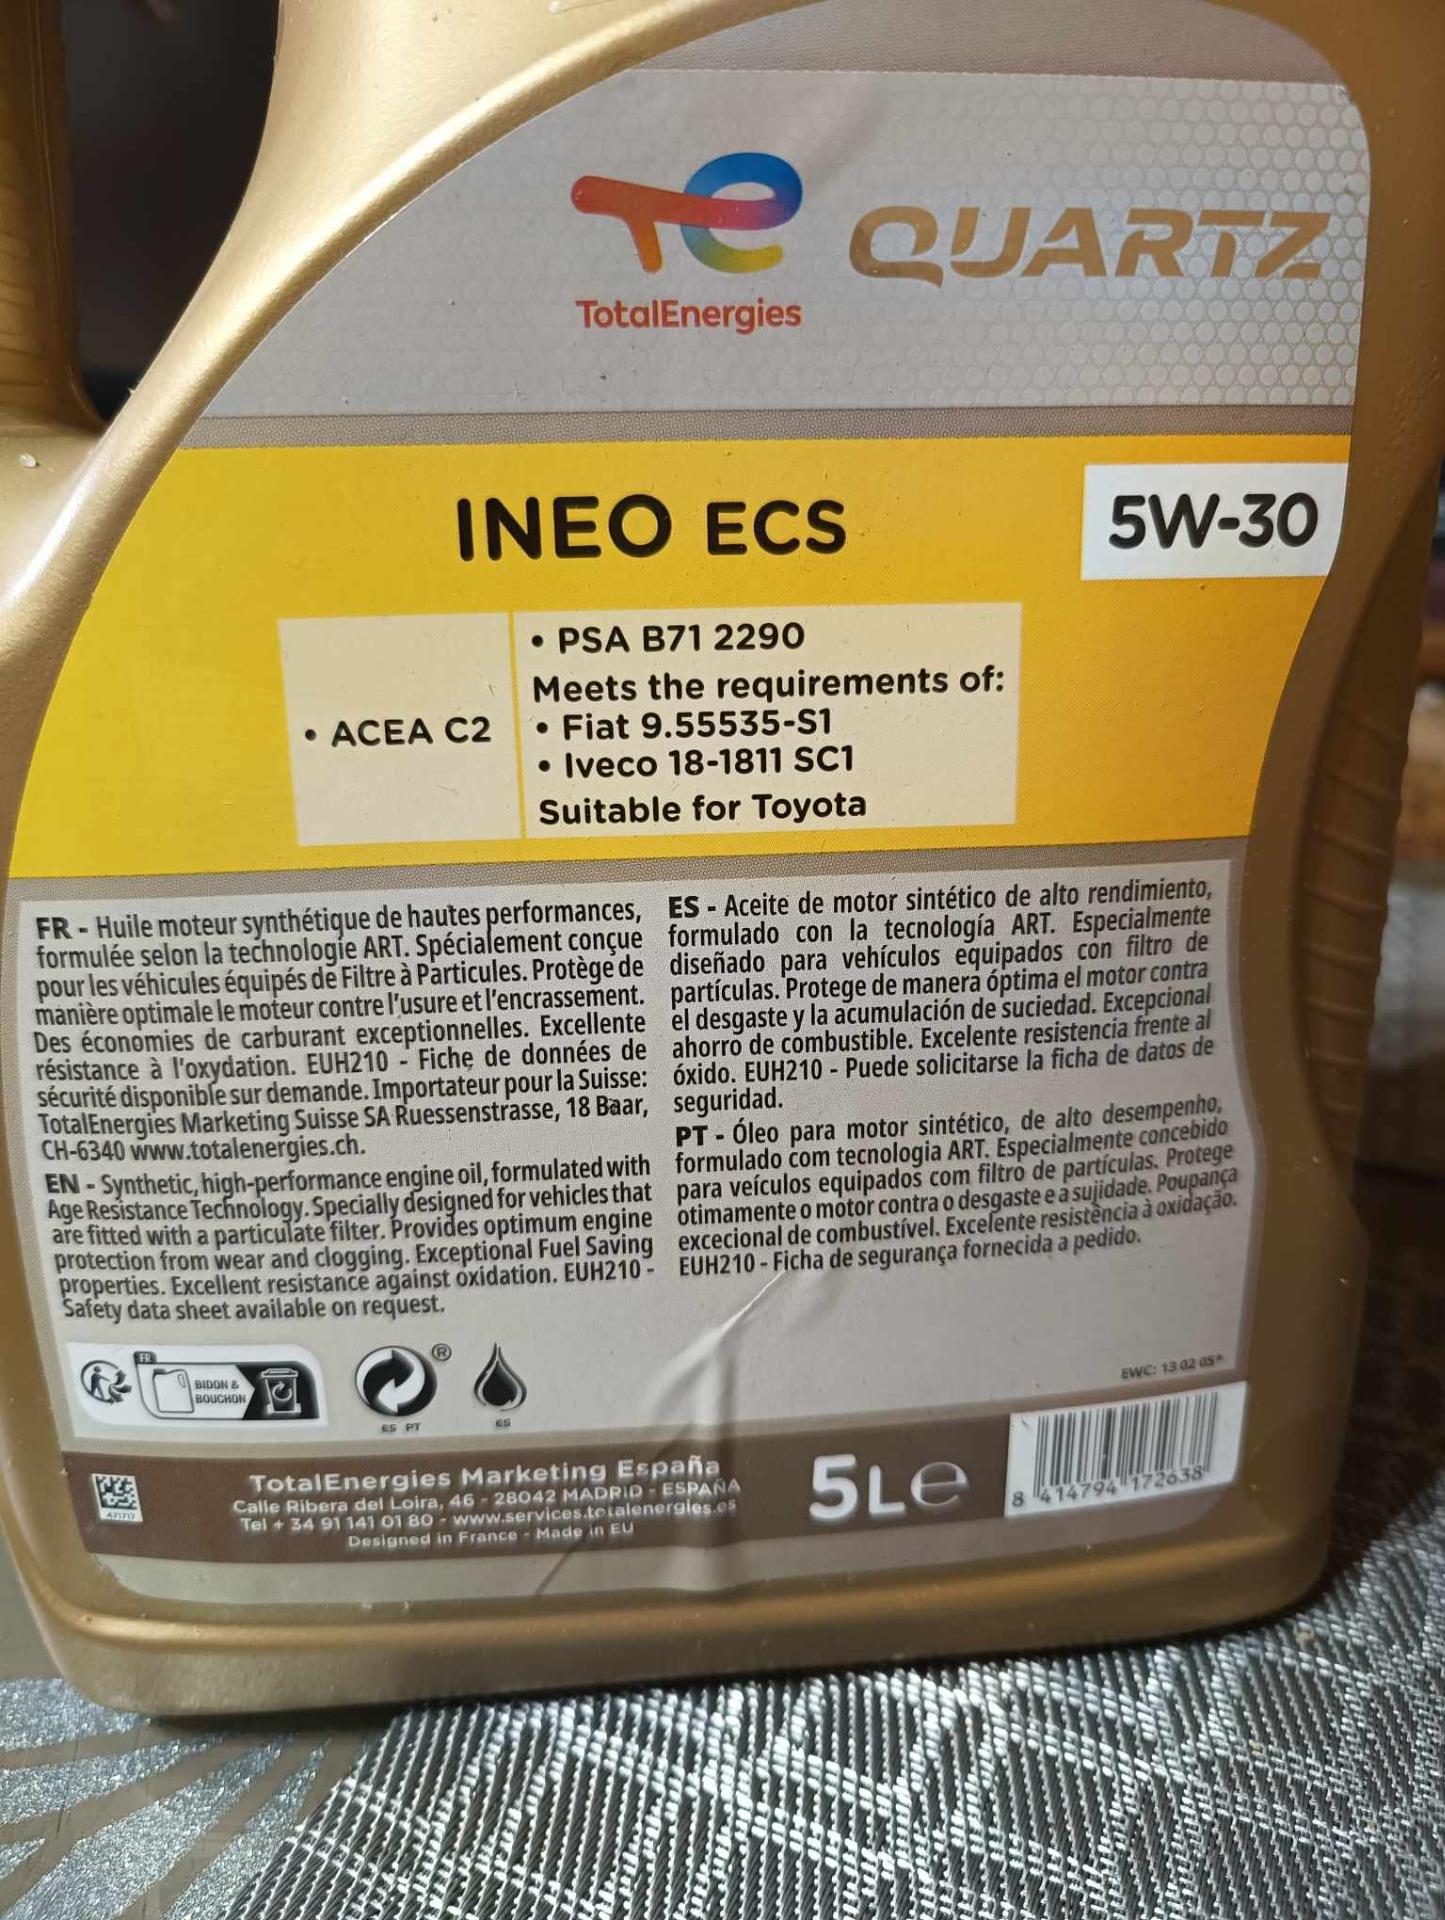 TotalEnergies
QUARTZ
INEO ECS
5W-30
• ACEA C2
• PSA B71 2290
Meets the requirements of:
• Fiat 9.55535-S1
• Iveco 18-1811 SC1
Suitable for Toyota
FR - Huile moteur synthétique de hautes performances,
formulée selon la technologie ART. Spécialement conçue
pour les véhicules équipés de Filtre à Particules. Protège de
manière optimale le moteur contre l'usure et l'encrassement.
Des économies de carburant exceptionnelles. Excellente
résistance à l'oxydation. EUH210 - Fiche de données de
sécurité disponible sur demande. Importateur pour la Suisse:
TotalEnergies Marketing Suisse SA Ruessenstrasse, 18 Baar,
CH-6340 www.totalenergies.ch.
EN - Synthetic, high-performance engine oil, formulated with
Age Resistance Technology. Specially designed for vehicles that
are fitted with a particulate filter. Provides optimum engine
protection from wear and clogging. Exceptional Fuel Saving
properties. Excellent resistance against oxidation. EUH210 -
Safety data sheet available on request.
ES - Aceite de motor sintético de alto rendimiento,
formulado con la tecnología ART. Especialmente
diseñado para vehículos equipados con filtro de
partículas. Protege de manera óptima el motor contra
el desgaste y la acumulación de suciedad. Excepcional
ahorro de combustible. Excelente resistencia frente al
óxido. EUH210 - Puede solicitarse la ficha de datos de
seguridad.
PT - Óleo para motor sintético, de alto desempenho,
formulado com tecnologia ART. Especialmente concebido
para veículos equipados com filtro de partículas. Protege
otimamente o motor contra o desgaste e a sujidade. Poupança
excecional de combustível. Excelente resistência à oxidação.
EUH210 - Ficha de segurança fornecida a pedido.
FR
BIDON &
BOUCHON
®
ES PT
ES
EWC: 13 02 05*
471717
TotalEnergies Marketing España
Calle Ribera del Loira, 46 - 28042 MADRID - ESPAÑA
Tel + 34 91 141 01 80 - www.services.totalenergies.es
Designed in France - Made in EU
5L e
8 414794 172638